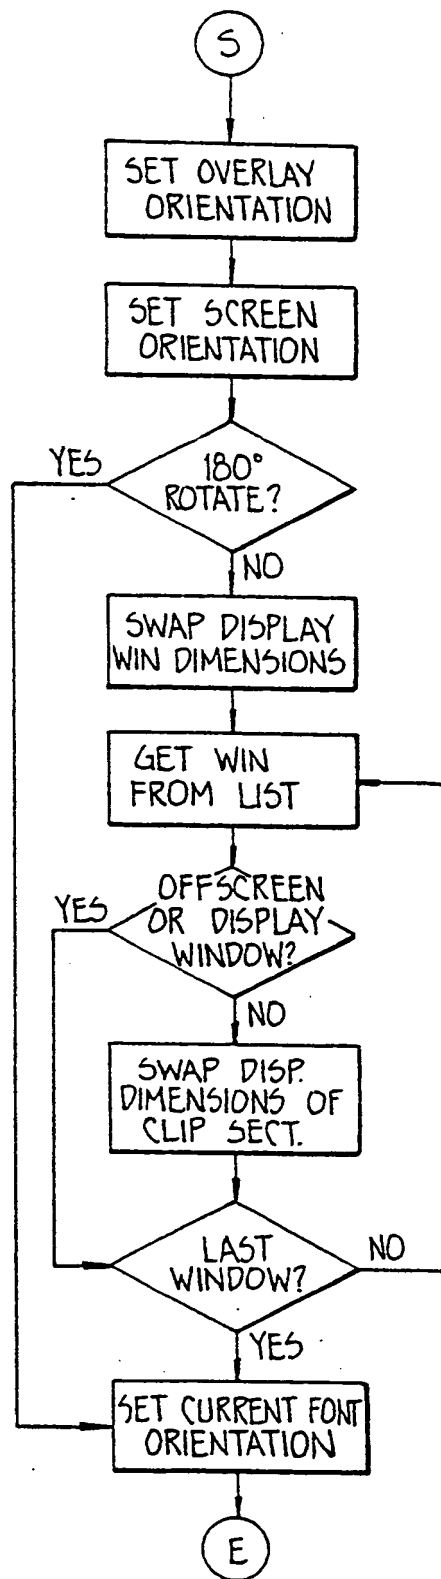 S
SET OVERLAY
ORIENTATION
SET SCREEN
ORIENTATION
YES
180°
ROTATE?
NO
SWAP DISPLAY
WIN DIMENSIONS
GET WIN
FROM LIST
YES
OFFSCREEN
OR DISPLAY
WINDOW?
NO
SWAP DISP.
DIMENSIONS OF
CLIP SECT.
LAST
WINDOW?
NO
YES
SET CURRENT FONT
ORIENTATION
E